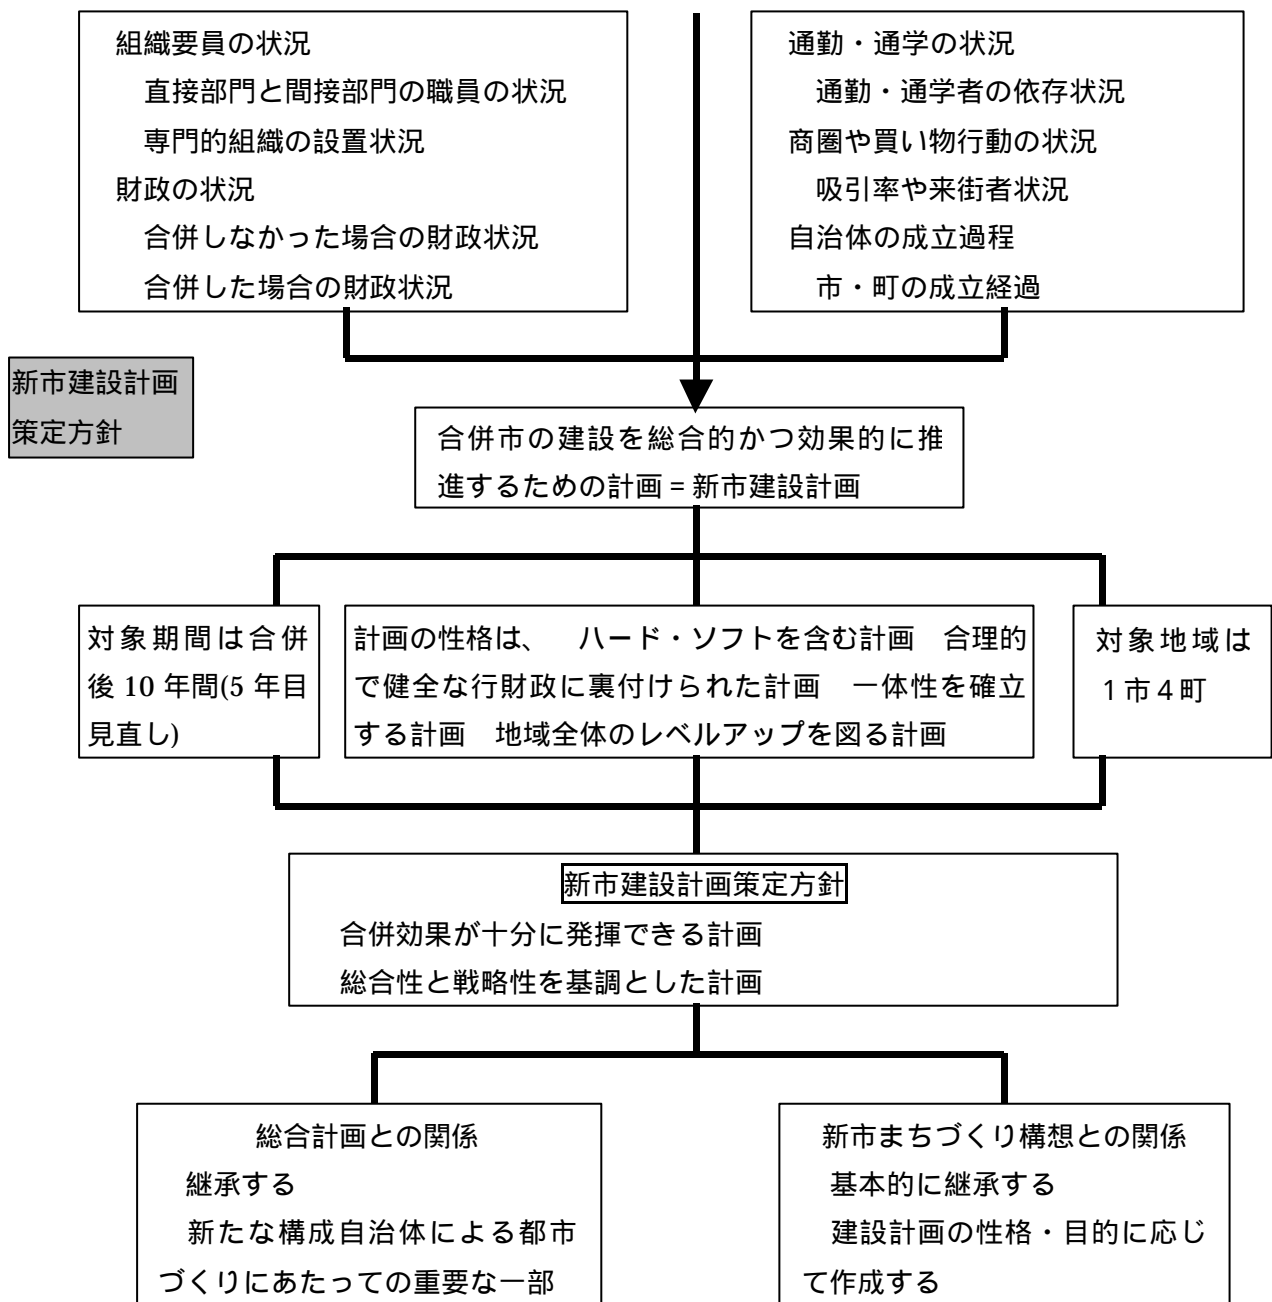 組織要員の状況
直接部門と間接部門の職員の状況
専門的組織の設置状況
財政の状況
合併しなかった場合の財政状況
合併した場合の財政状況
通勤・通学の状況
通勤・通学者の依存状況
商圏や買い物行動の状況
吸引率や来街者状況
自治体の成立過程
市・町の成立経過
新市建設計画
策定方針
合併市の建設を総合的かつ効果的に推
進するための計画=新市建設計画
対象期間は合併
後 10 年間(5 年目
見直し)
計画の性格は、　ハード・ソフトを含む計画　合理的
で健全な行財政に裏付けられた計画　一体性を確立
する計画　地域全体のレベルアップを図る計画
対象地域は
1市4町
新市建設計画策定方針
合併効果が十分に発揮できる計画
総合性と戦略性を基調とした計画
総合計画との関係
継承する
新たな構成自治体による都市
づくりにあたっての重要な一部
新市まちづくり構想との関係
基本的に継承する
建設計画の性格・目的に応じ
て作成する